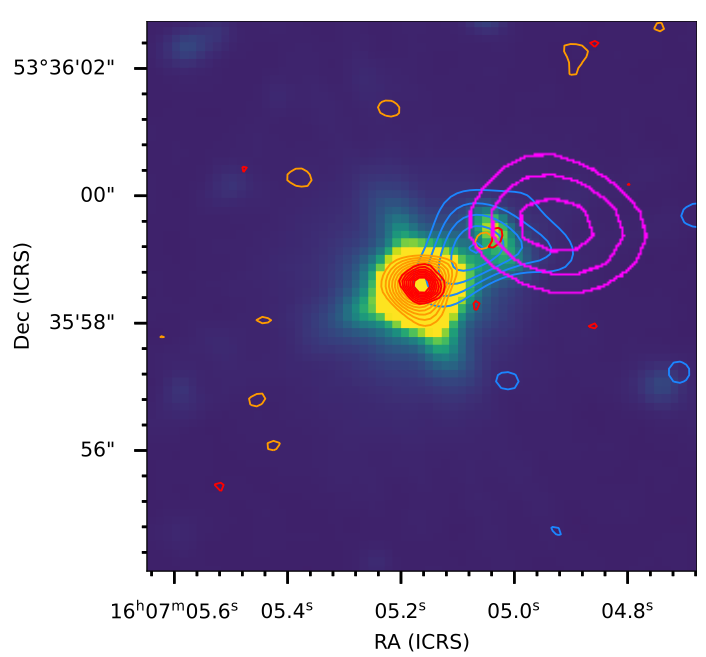 53°36'02"
00"
35'58"
56"
Dec (ICRS)
16ʰ07ᵐ05.6ˢ 05.4ˢ 05.2ˢ 05.0ˢ 04.8ˢ
RA (ICRS)